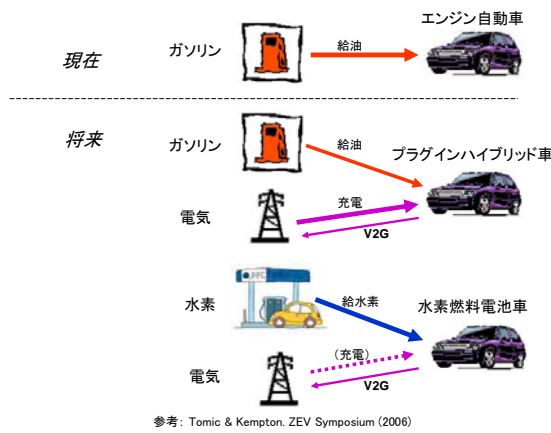 エンジン自動車
現在
ガソリン
給油
将来
ガソリン
給油
プラグインハイブリッド車
電気
充電
V2G
JHFC
水素
給水素
水素燃料電池車
電気
(充電)
V2G
参考: Tomic & Kempton. ZEV Symposium (2006)